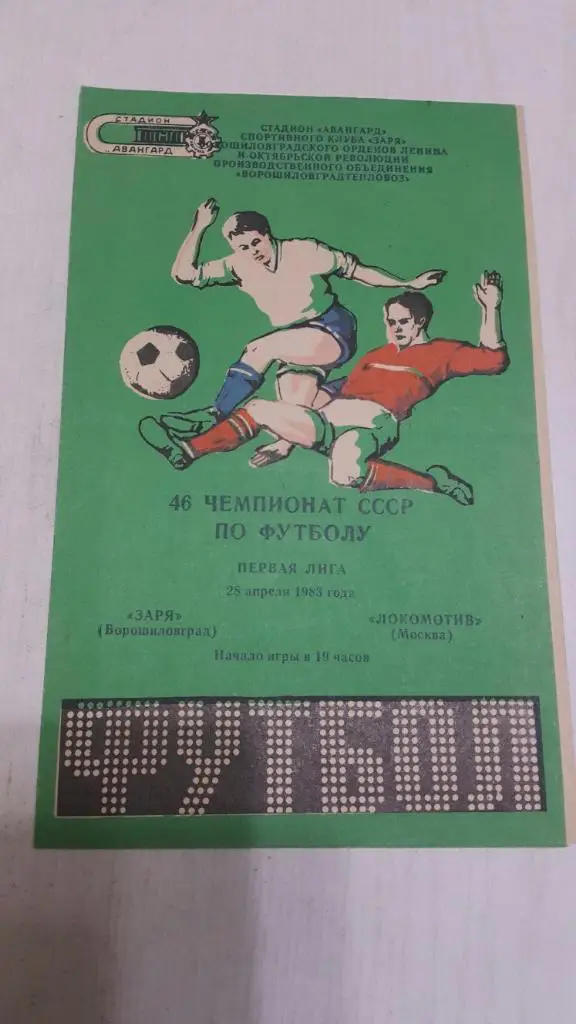 СТАДИОН
АВАНГАРД
СТАДИОН «АВАНГАРД»
СПОРТИВНОГО КЛУБА «ЗАРЯ»
ВОРОШИЛОВГРАДСКОГО ОРДЕНОВ ЛЕНИНА
И ОКТЯБРЬСКОЙ РЕВОЛЮЦИИ
ПРОИЗВОДСТВЕННОГО ОБЪЕДИНЕНИЯ
«ВОРОШИЛОВГРАДТЕПЛОВОЗ»
46 ЧЕМПИОНАТ СССР
ПО ФУТБОЛУ
ПЕРВАЯ ЛИГА
28 апреля 1983 года
«ЗАРЯ» «ЛОКОМОТИВ»
(Ворошиловград) (Москва)
Начало игры в 19 часов
ФУТБОЛ